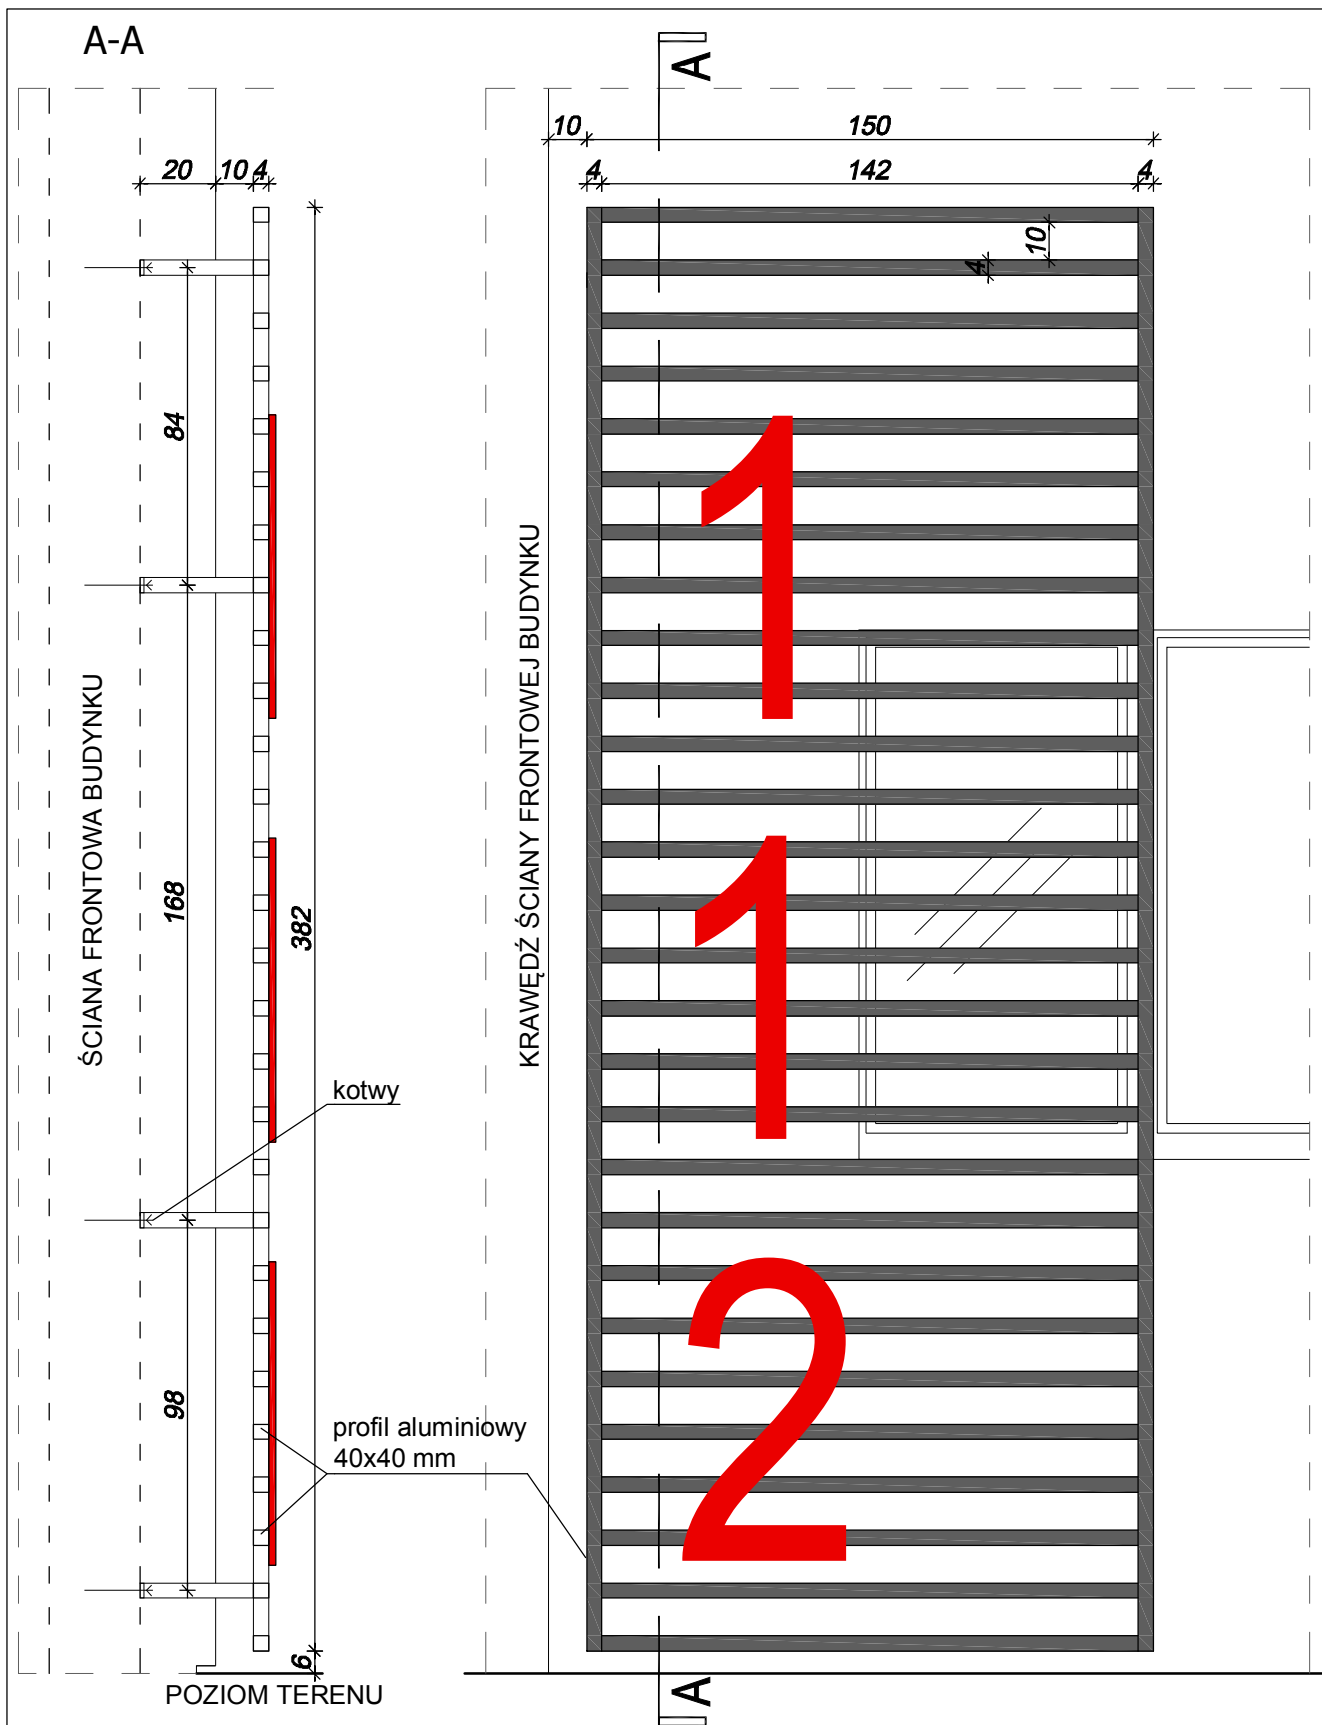 A-A
A
10
150
20
10
4
4
142
4
10
4
84
1
ŚCIANA FRONTOWA BUDYNKU
KRAWĘDŹ ŚCIANY FRONTOWEJ BUDYNKU
168
382
1
kotwy
98
2
profil aluminiowy
40x40 mm
6
POZIOM TERENU
A